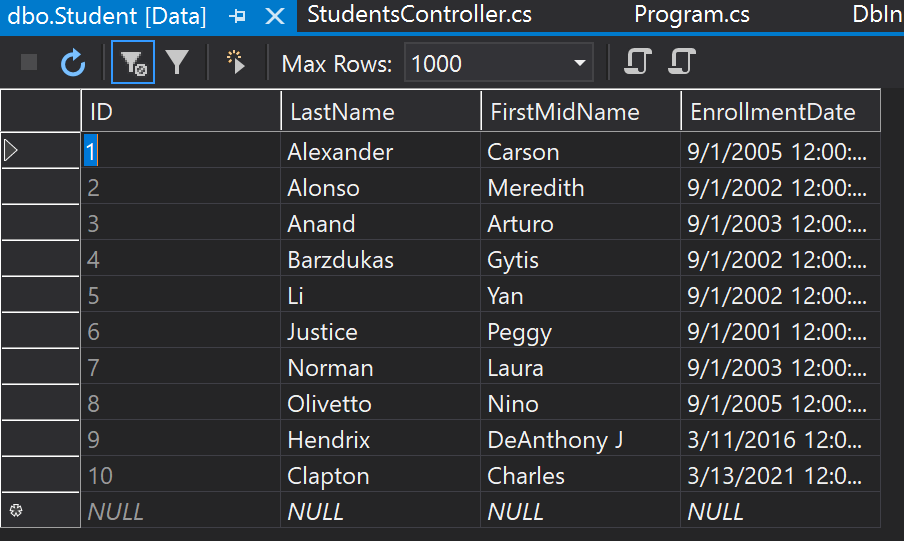 dbo.Student [Data] StudentsController.cs Program.cs DbIn
Max Rows: 1000
ID LastName FirstMidName EnrollmentDate
1 Alexander Carson 9/1/2005 12:00:...
2 Alonso Meredith 9/1/2002 12:00:...
3 Anand Arturo 9/1/2003 12:00:...
4 Barzdukas Gytis 9/1/2002 12:00:...
5 Li Yan 9/1/2002 12:00:...
6 Justice Peggy 9/1/2001 12:00:...
7 Norman Laura 9/1/2003 12:00:...
8 Olivetto Nino 9/1/2005 12:00:...
9 Hendrix DeAnthony J 3/11/2016 12:0...
10 Clapton Charles 3/13/2021 12:0...
NULL NULL NULL NULL